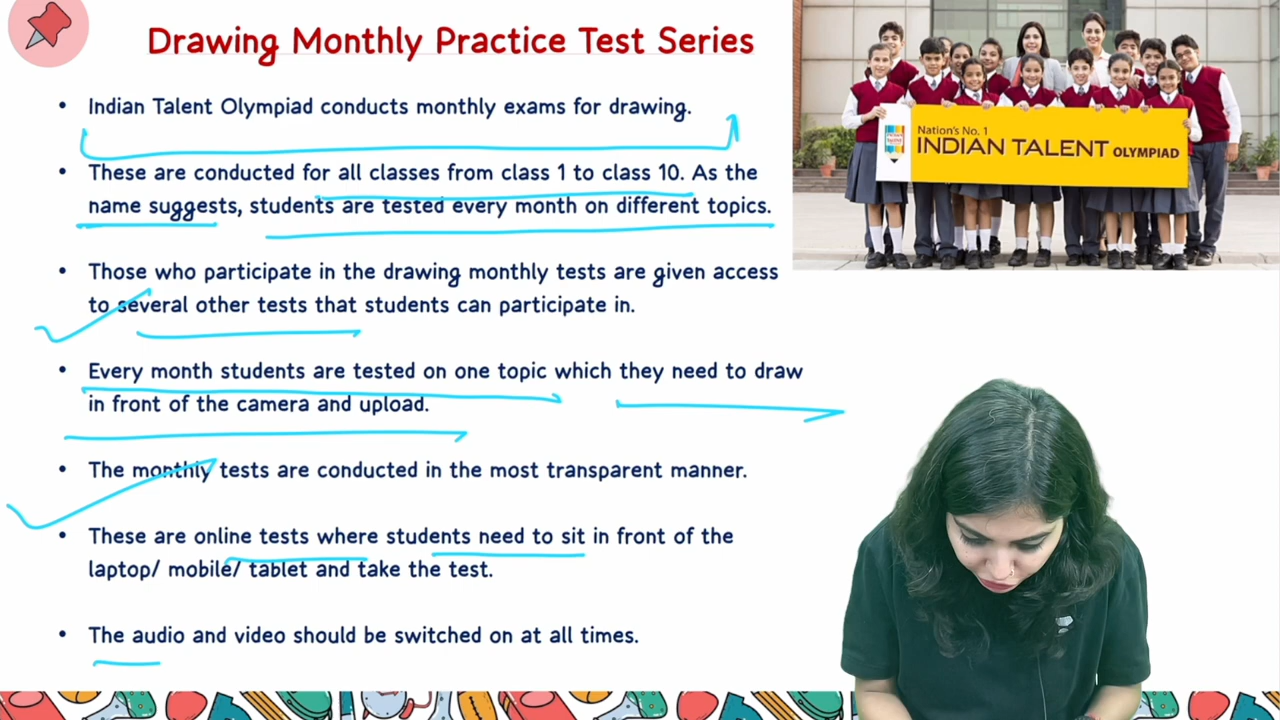 Drawing Monthly Practice Test Series
• Indian Talent Olympiad conducts monthly exams for drawing.
• These are conducted for all classes from class 1 to class 10. As the
name suggests, students are tested every month on different topics.
• Those who participate in the drawing monthly tests are given access
to several other tests that students can participate in.
• Every month students are tested on one topic which they need to draw
in front of the camera and upload.
• The monthly tests are conducted in the most transparent manner.
• These are online tests where students need to sit in front of the
laptop/ mobile/ tablet and take the test.
• The audio and video should be switched on at all times.
Nation's No. 1
INDIAN TALENT OLYMPIAD